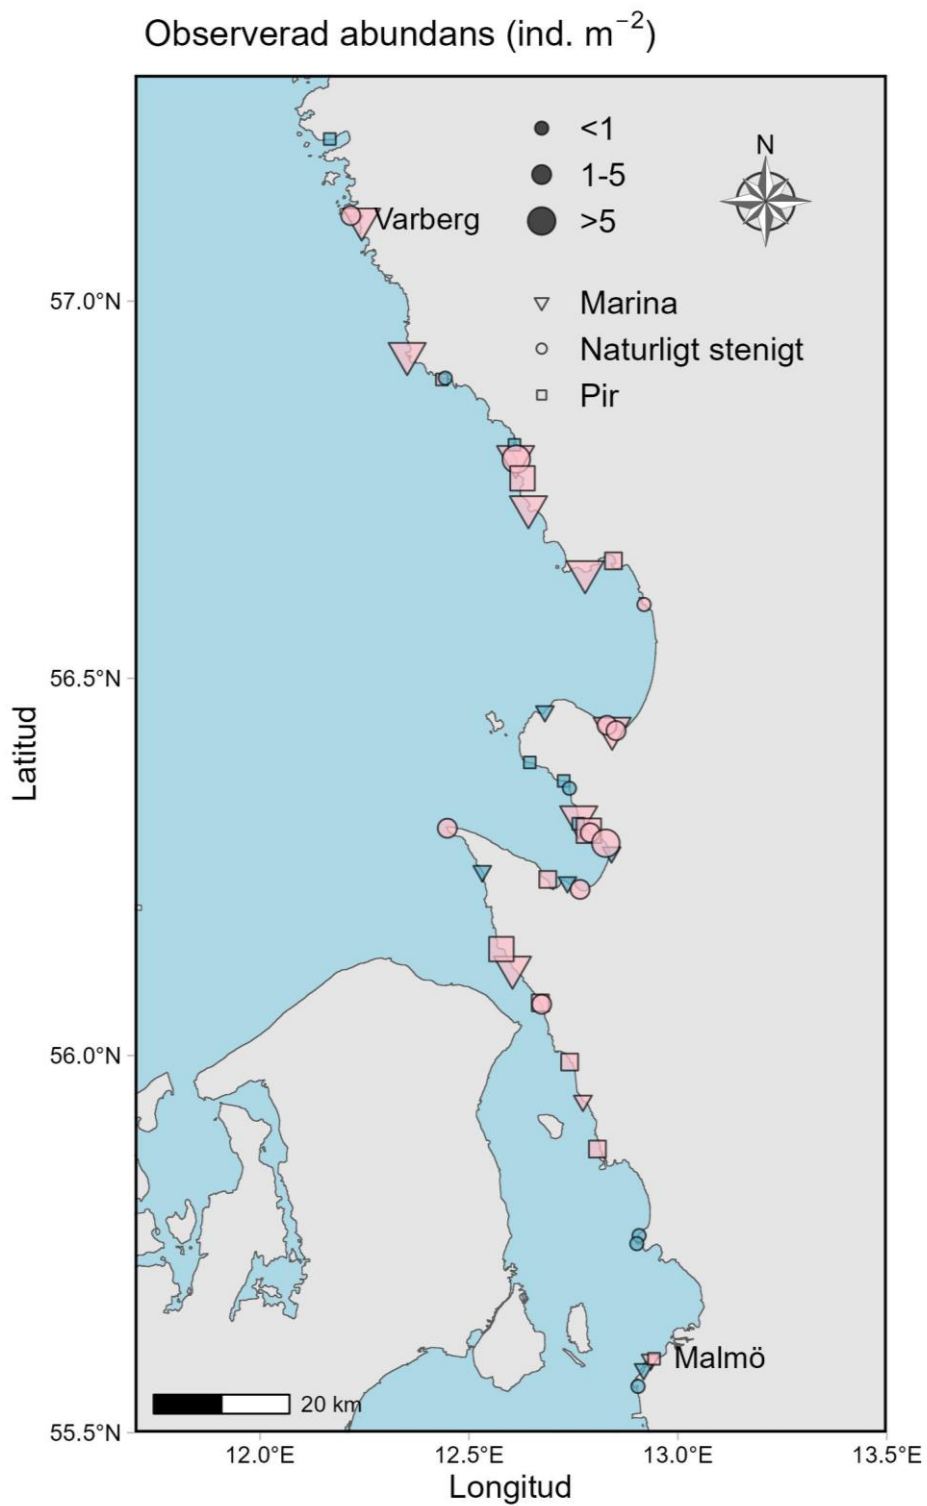 Observerad abundans (ind. m⁻²)
N
<1
1-5
>5
Varberg
Marina
Naturligt stenigt
Pir
57.0°N
56.5°N
56.0°N
55.5°N
Latitud
Malmö
20 km
12.0°E
12.5°E
13.0°E
13.5°E
Longitud